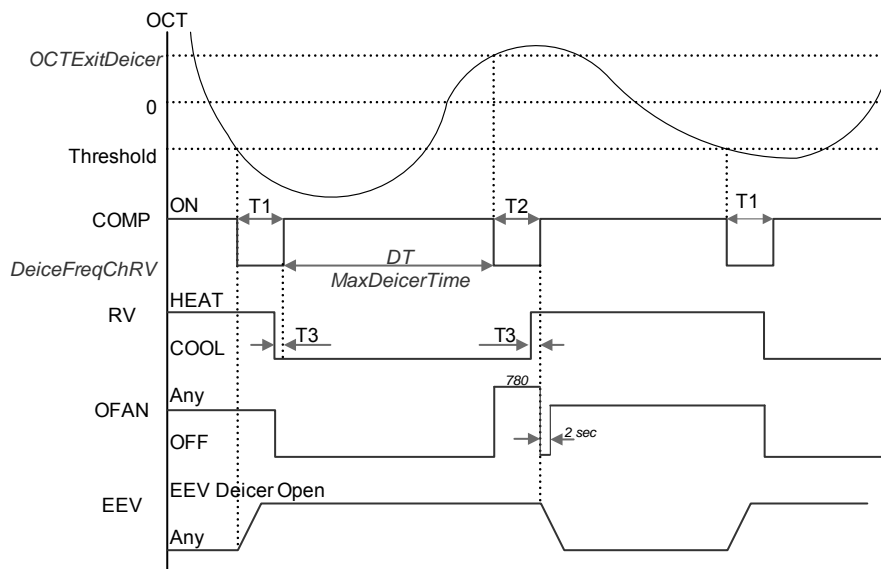 OCT
OCTExitDeicer
0
Threshold
ON
T1
T2
T1
COMP
DeiceFreqChRV
DT
MaxDeicerTime
HEAT
RV
T3
T3
COOL
Any
780
OFAN
OFF
2 sec
EEV Deicer Open
EEV
Any